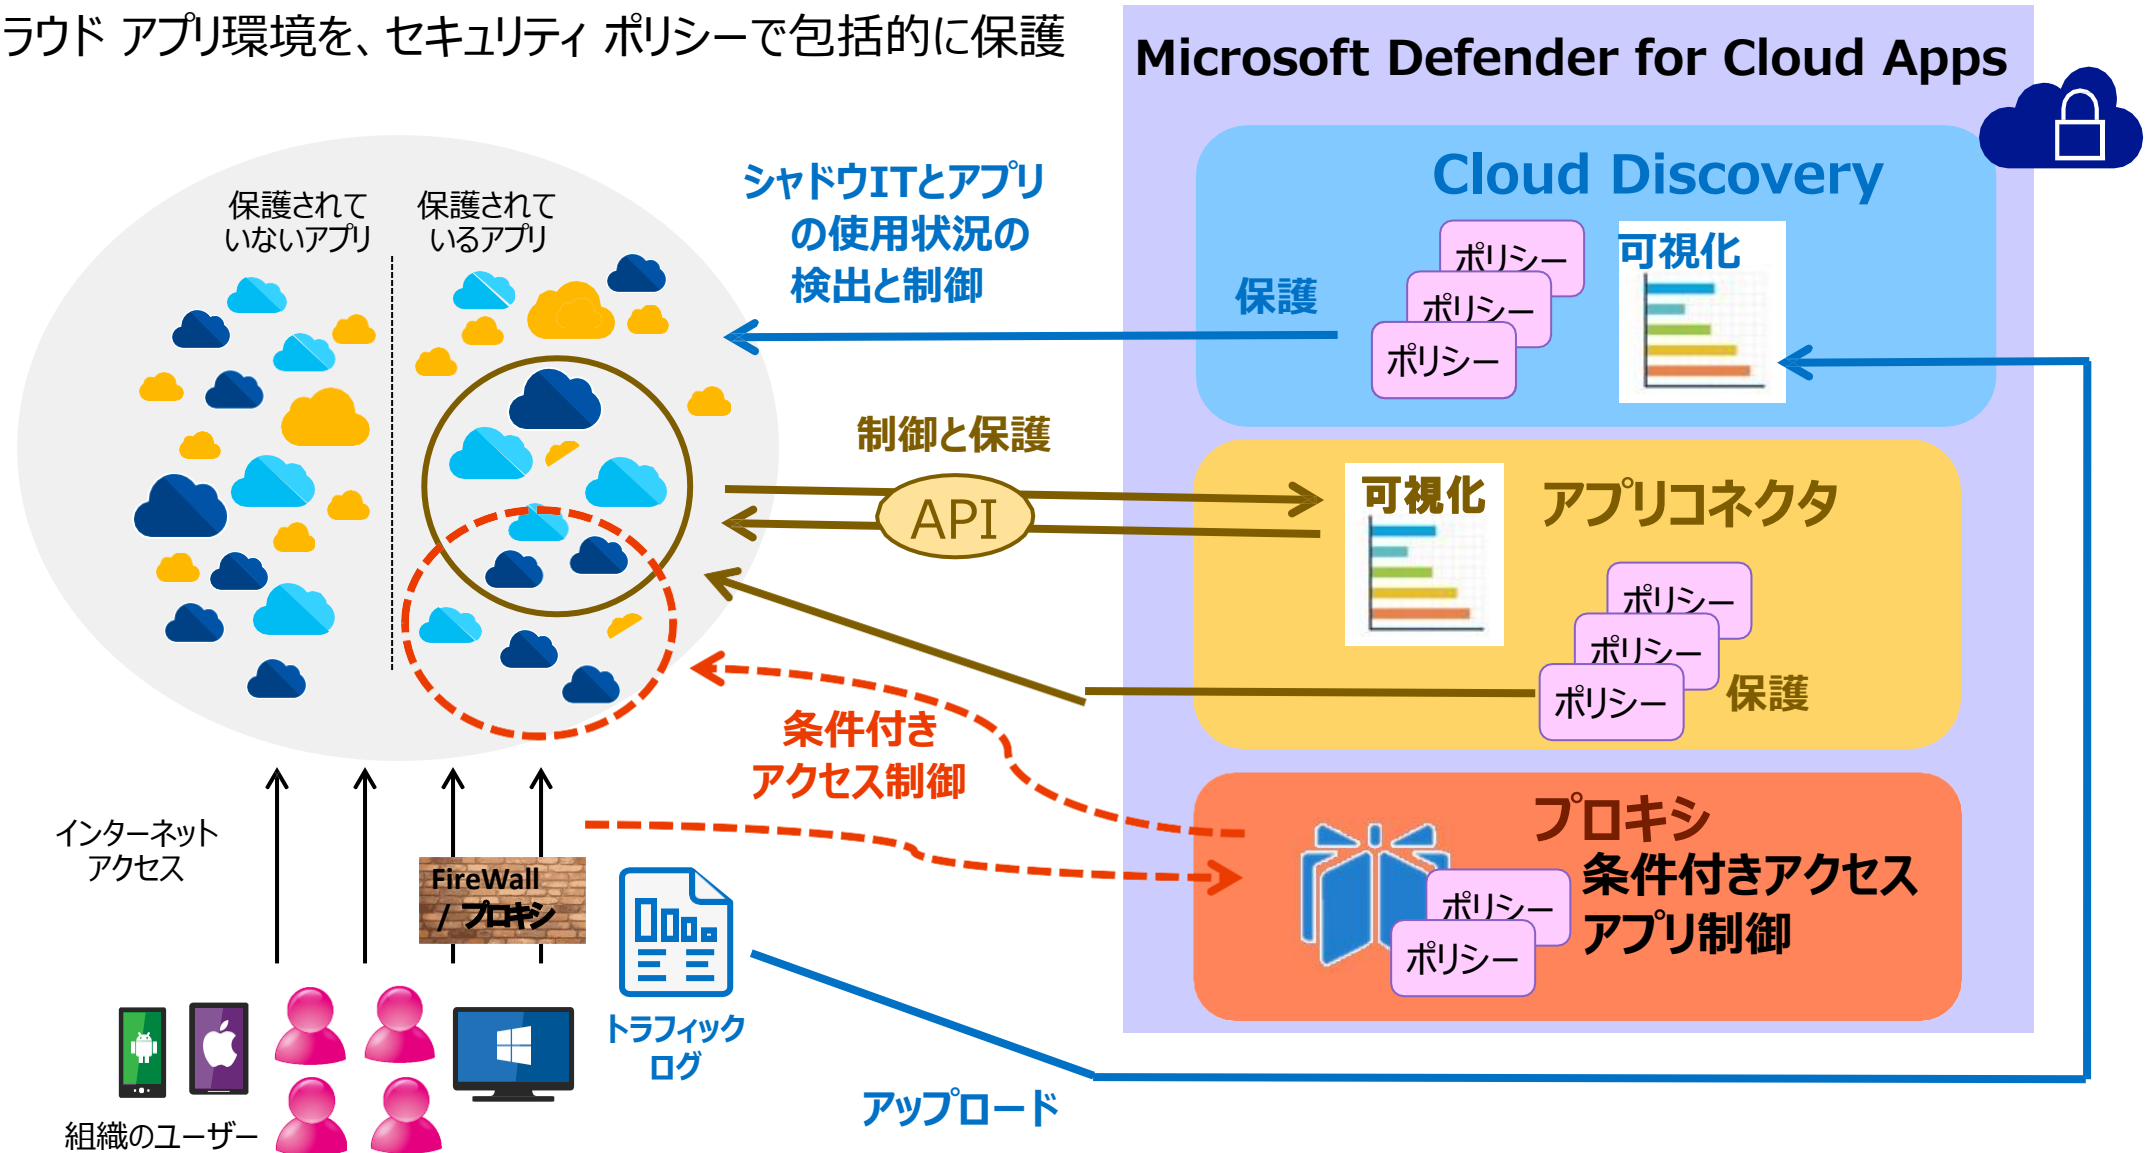 ラウド アプリ環境を、セキュリティ ポリシーで包括的に保護
Microsoft Defender for Cloud Apps
Cloud Discovery
シャドウITとアプリ
の使用状況の
検出と制御
保護
ポリシー
ポリシー
ポリシー
可視化
保護されて
いないアプリ
保護されて
いるアプリ
制御と保護
API
可視化
アプリコネクタ
ポリシー
ポリシー
ポリシー
保護
条件付き
アクセス制御
プロキシ
条件付きアクセス
アプリ制御
ポリシー
ポリシー
インターネット
アクセス
FireWall
/ プロキシ
トラフィック
ログ
アップロード
組織のユーザー